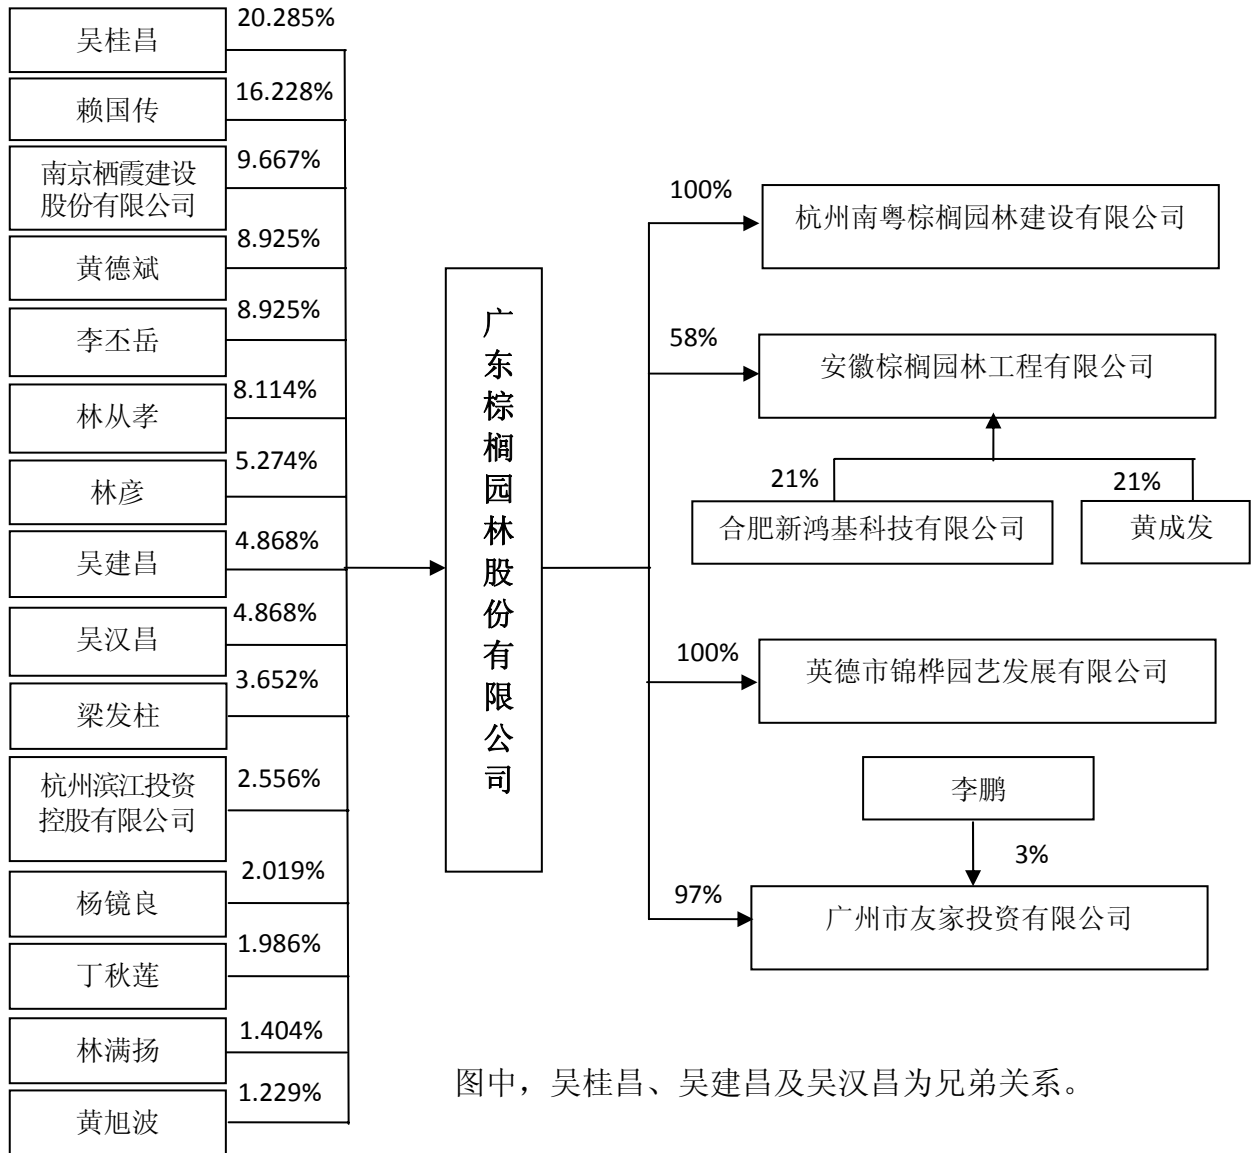 吴桂昌
20.285%
赖国传
16.228%
南京栖霞建设
股份有限公司
9.667%
黄德斌
8.925%
李丕岳
8.925%
林从孝
8.114%
林彦
5.274%
吴建昌
4.868%
吴汉昌
4.868%
梁发柱
3.652%
杭州滨江投资
控股有限公司
2.556%
杨镜良
2.019%
丁秋莲
1.986%
林满扬
1.404%
黄旭波
1.229%
广东棕榈园林股份有限公司
100%
杭州南粤棕榈园林建设有限公司
58%
安徽棕榈园林工程有限公司
21%
合肥新鸿基科技有限公司
21%
黄成发
100%
英德市锦桦园艺发展有限公司
李鹏
3%
97%
广州市友家投资有限公司
图中，吴桂昌、吴建昌及吴汉昌为兄弟关系。